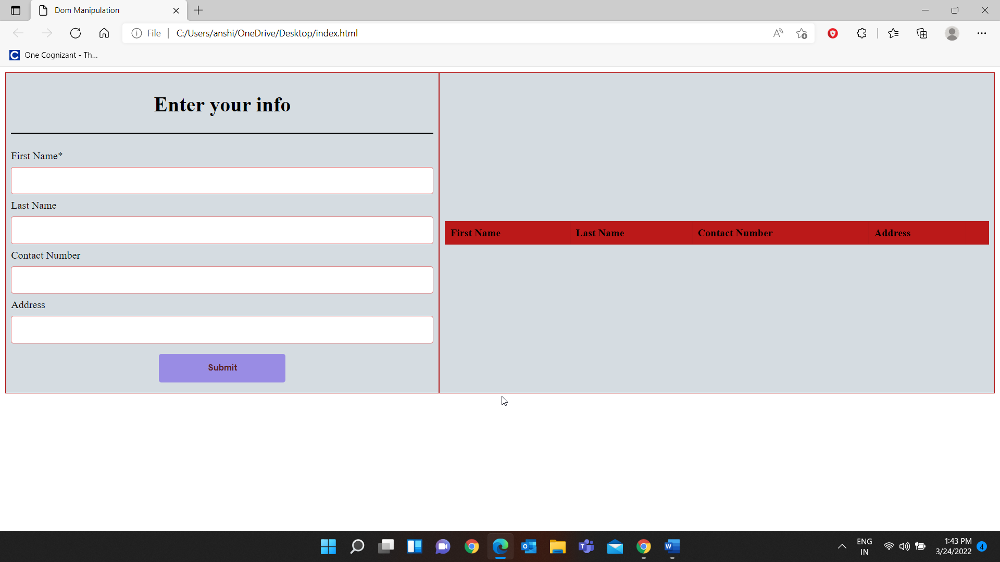 Dom Manipulation
File
C:/Users/anshi/OneDrive/Desktop/index.html
One Cognizant - Th...
Enter your info
First Name*
Last Name
Contact Number
Address
Submit
First Name Last Name Contact Number Address
ENG
IN
1:43 PM
3/24/2022
4